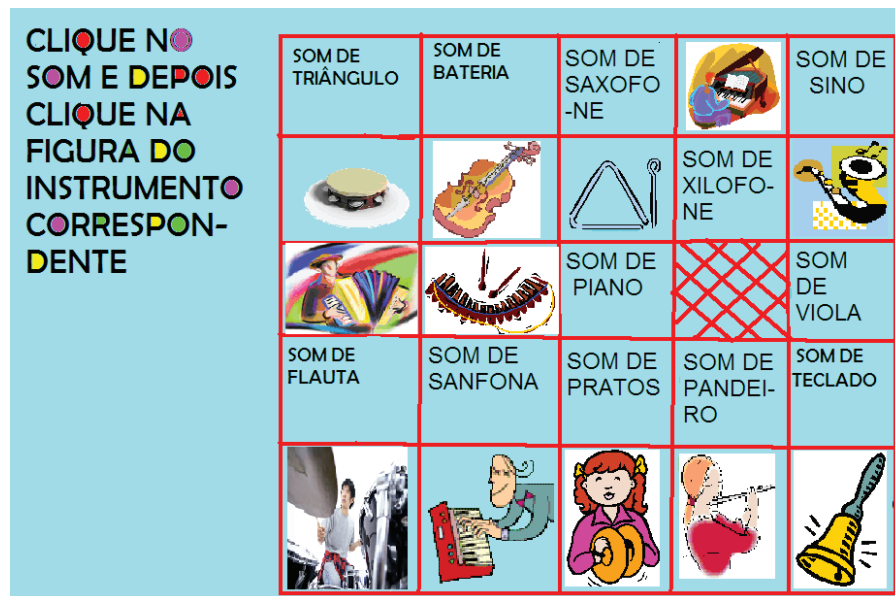 CLIQUE NO
SOM E DEPOIS
CLIQUE NA
FIGURA DO
INSTRUMENTO
CORRESPON-
DENTE
SOM DE
TRIÂNGULO
SOM DE
BATERIA
SOM DE
SAXOFO
-NE
SOM DE
SINO
SOM DE
XILOFO-
NE
SOM DE
PIANO
SOM
DE
VIOLA
SOM DE
FLAUTA
SOM DE
SANFONA
SOM DE
PRATOS
SOM DE
PANDEI-
RO
SOM DE
TECLADO